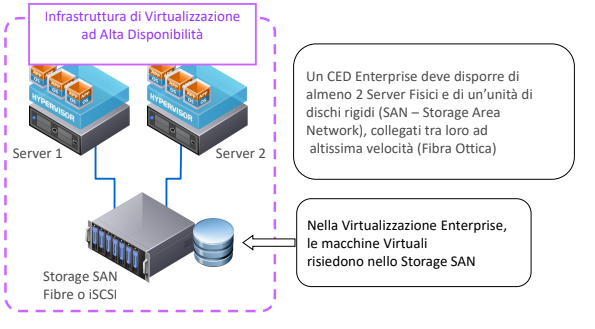 Infrastruttura di Virtualizzazione
ad Alta Disponibilità
HYPERVISOR
HYPERVISOR
Server 1
Server 2
Storage SAN
Fibre o iSCSI
Un CED Enterprise deve disporre di
almeno 2 Server Fisici e di un’unità di
dischi rigidi (SAN – Storage Area
Network), collegati tra loro ad
altissima velocità (Fibra Ottica)
Nella Virtualizzazione Enterprise,
le macchine Virtuali
risiedono nello Storage SAN